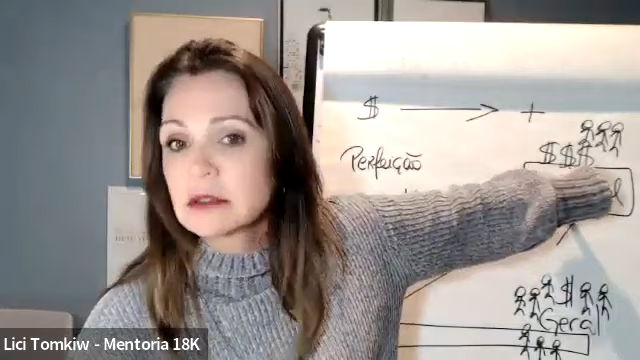 $ → +
Perfeição
$$$
$
Geral
Lici Tomkiw - Mentoria 18K